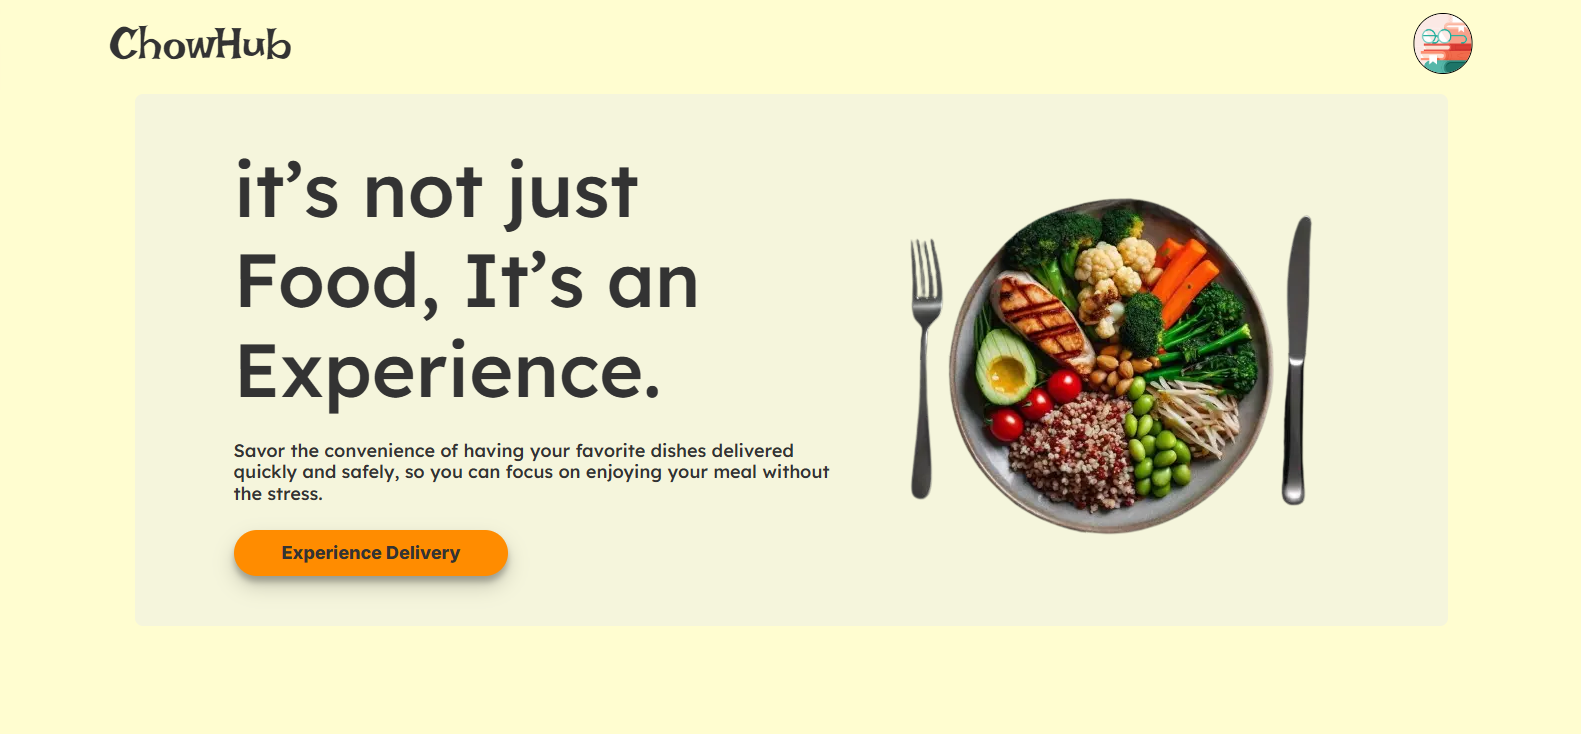 ChowHub
it’s not just
Food, It’s an
Experience.
Savor the convenience of having your favorite dishes delivered
quickly and safely, so you can focus on enjoying your meal without
the stress.
Experience Delivery